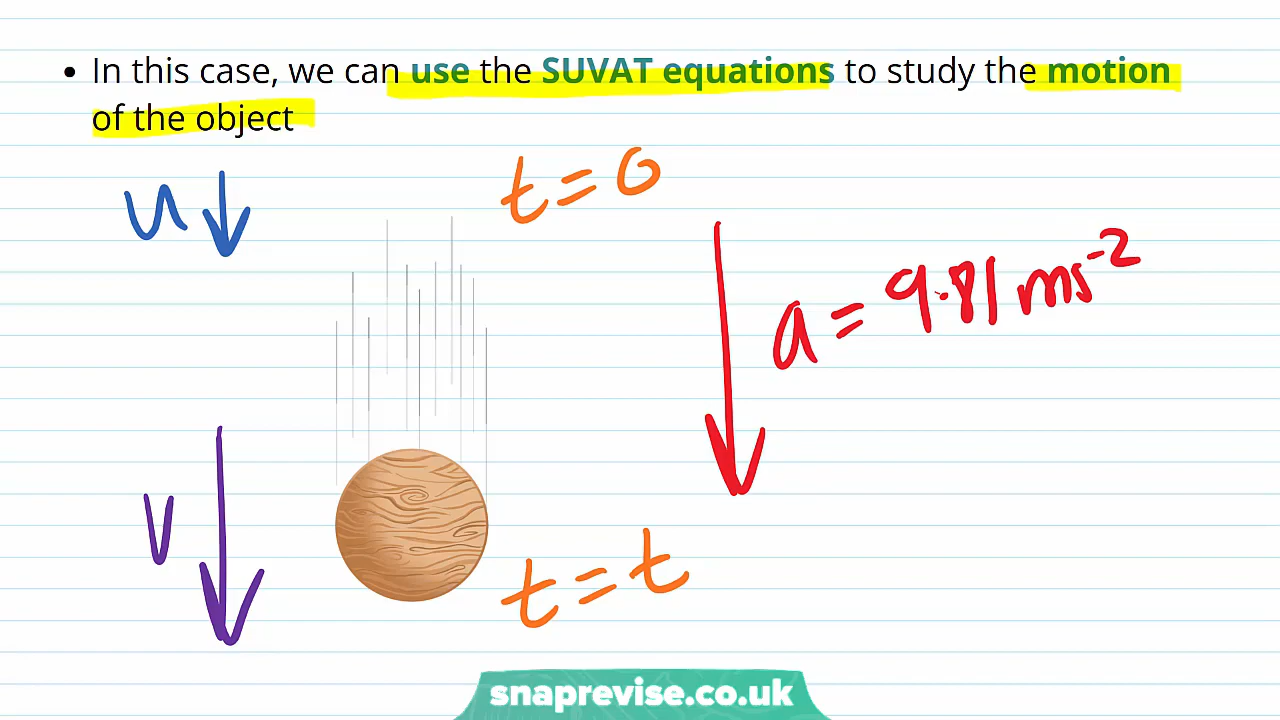 • In this case, we can use the SUVAT equations to study the motion
of the object
t = 0
u
a = 9.81 ms⁻²
v
t = t
snaprevise.co.uk